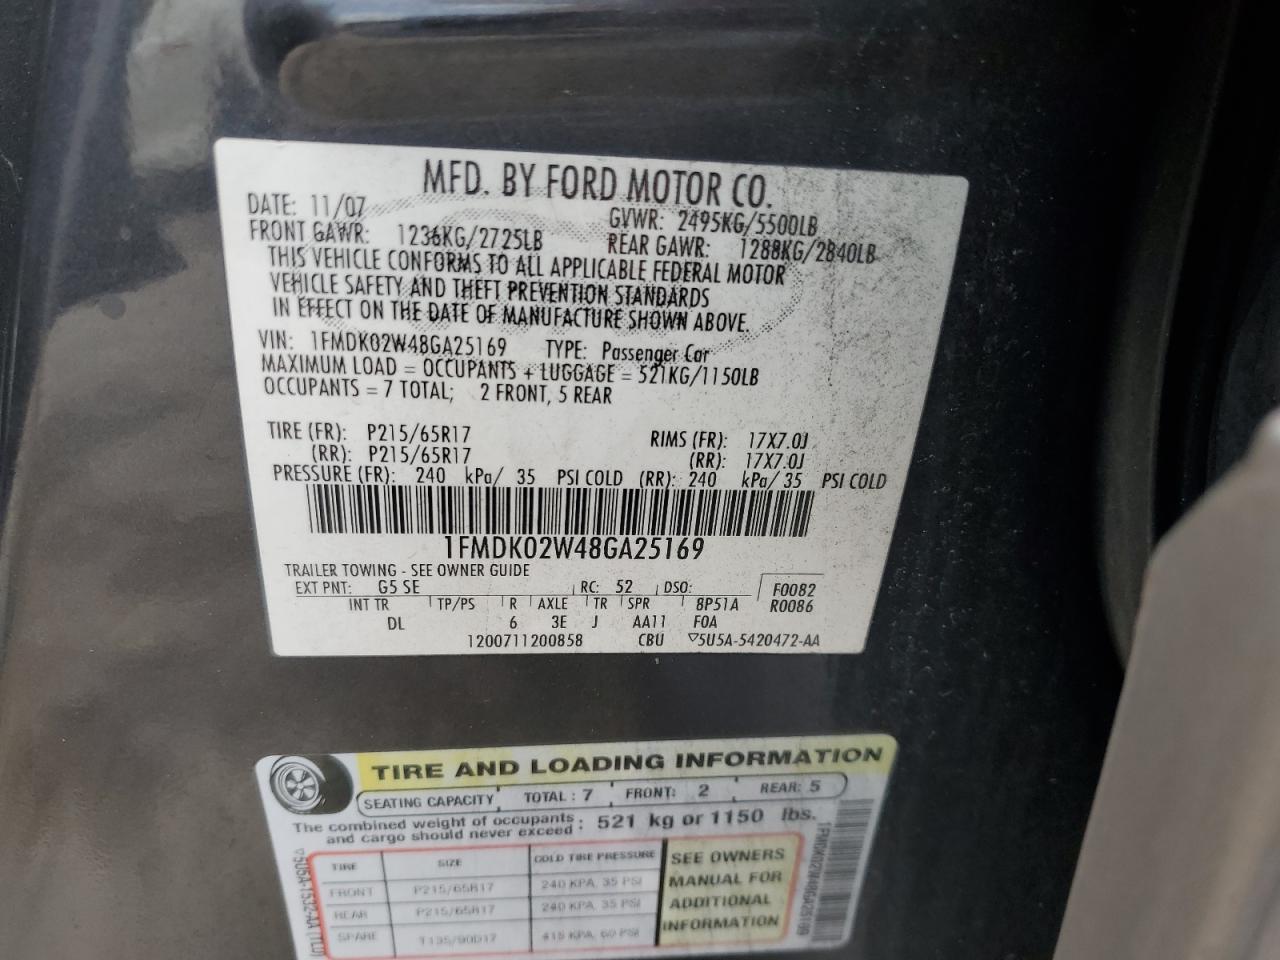 MFD. BY FORD MOTOR CO.
DATE: 11/07 GVWR: 2495KG/5500LB
FRONT GAWR: 1236KG/2725LB REAR GAWR: 1288KG/2840LB
THIS VEHICLE CONFORMS TO ALL APPLICABLE FEDERAL MOTOR
VEHICLE SAFETY AND THEFT PREVENTION STANDARDS
IN EFFECT ON THE DATE OF MANUFACTURE SHOWN ABOVE.
VIN: 1FMDK02W48GA25169 TYPE: Passenger Car
MAXIMUM LOAD = OCCUPANTS + LUGGAGE = 521KG/1150LB
OCCUPANTS = 7 TOTAL; 2 FRONT, 5 REAR
TIRE (FR): P215/65R17 RIMS (FR): 17X7.0J
(RR): P215/65R17 (RR): 17X7.0J
PRESSURE (FR): 240 kPa/ 35 PSI COLD (RR): 240 kPa/ 35 PSI COLD
1FMDK02W48GA25169
TRAILER TOWING - SEE OWNER GUIDE
EXT PNT: G5 SE RC: 52 DSO: F0082
INT TR TP/PS R AXLE TR SPR 8P51A R0086
DL 6 3E J AA11 F0A
1200711200858 CBU ▽5U5A-5420472-AA
TIRE AND LOADING INFORMATION
SEATING CAPACITY TOTAL : 7 FRONT: 2 REAR: 5
The combined weight of occupants and cargo should never exceed : 521 kg or 1150 lbs.
TIRE SIZE COLD TIRE PRESSURE
FRONT P215/65R17 240 KPA, 35 PSI
REAR P215/65R17 240 KPA, 35 PSI
SPARE T135/90D17 415 KPA, 60 PSI
SEE OWNERS
MANUAL FOR
ADDITIONAL
INFORMATION
▽5U5A-1532-AA (TLD)
1FMDK02W48GA25169